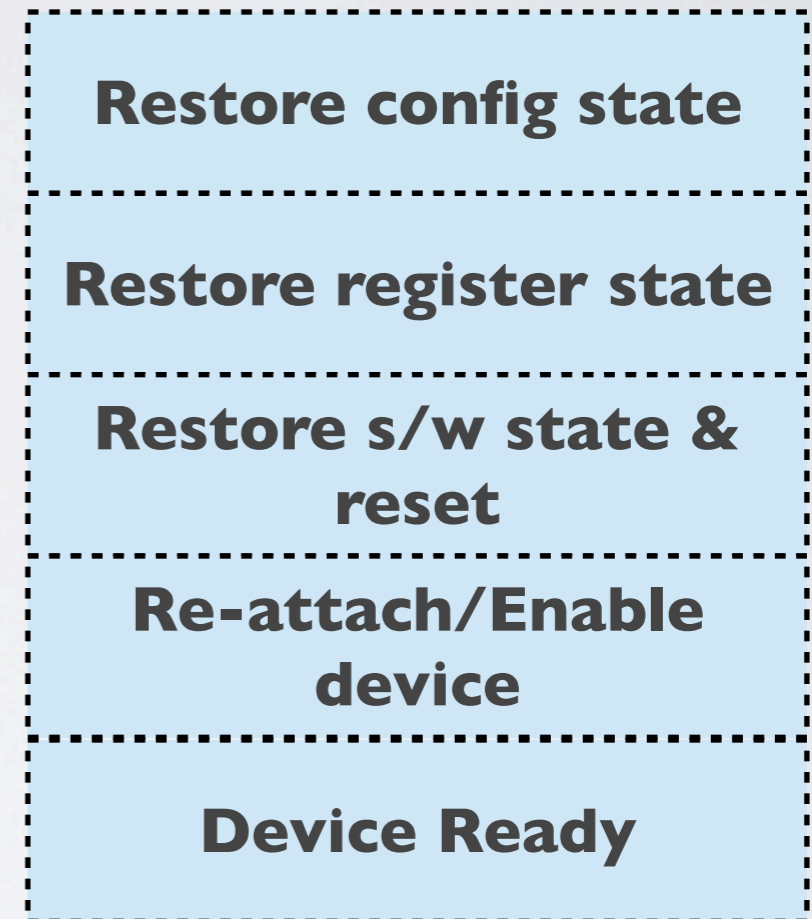 Restore config state
Restore register state
Restore s/w state &
reset
Re-attach/Enable
device
Device Ready